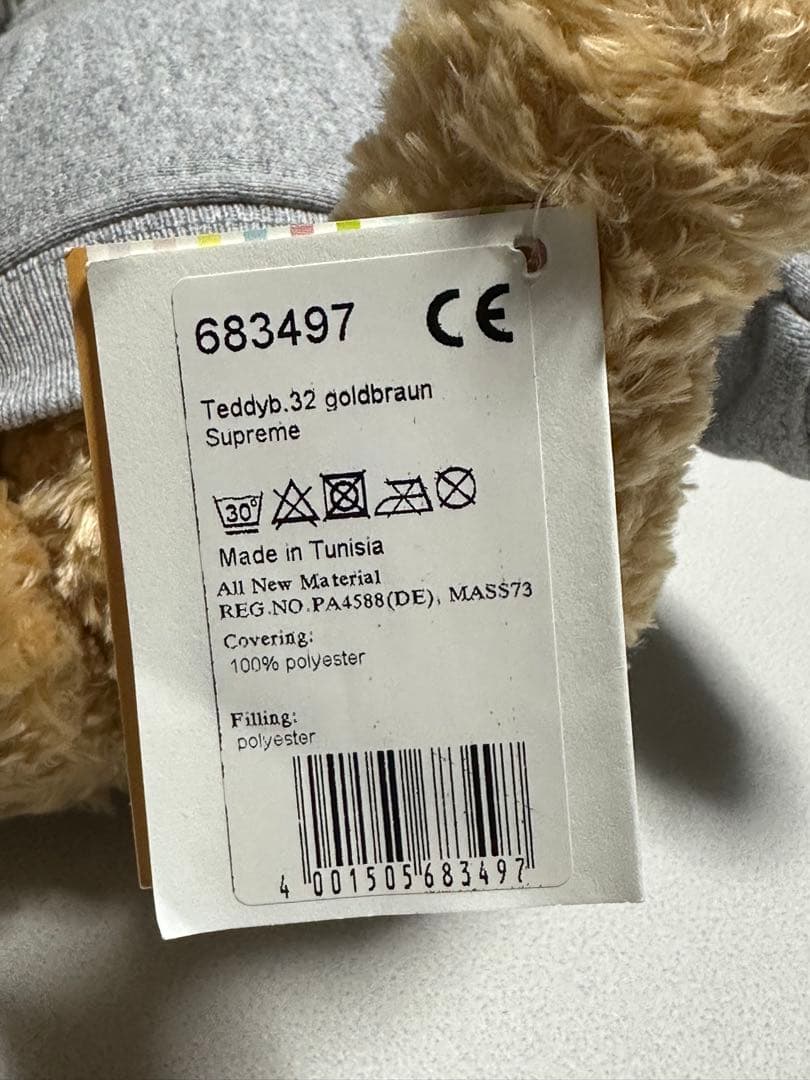 683497 CE
Teddyb.32 goldbraun
Supreme
30°
Made in Tunisia
All New Material
REG.NO.PA4588(DE), MASS73
Covering:
100% polyester
Filling:
polyester
4 001505 683497